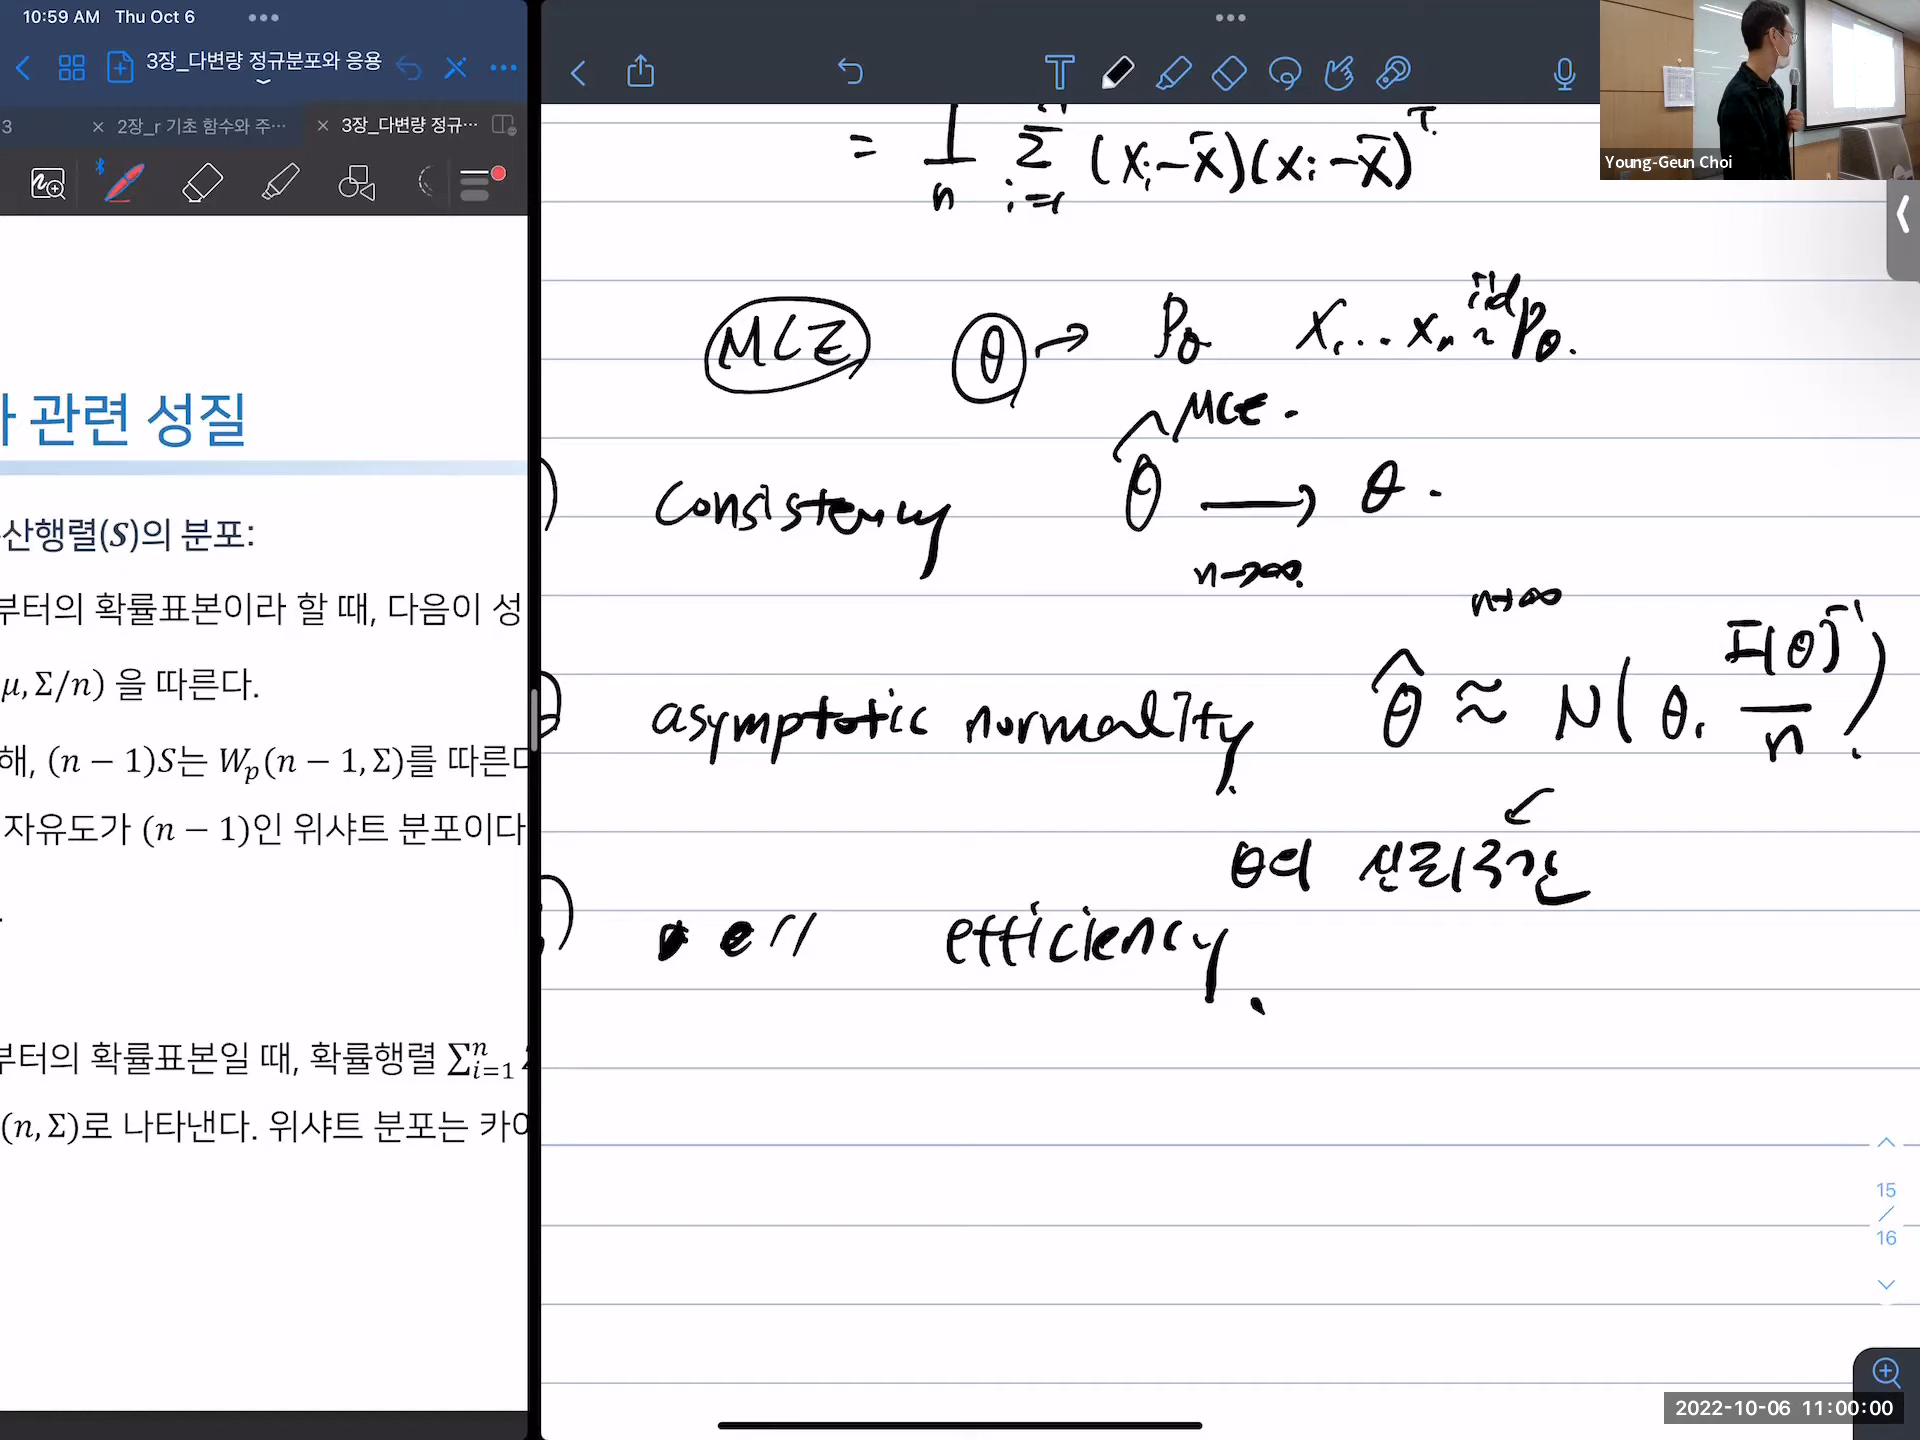 10:59 AM Thu Oct 6
3장_다변량 정규분포와 응용
3
× 2장_r 기초 함수와 주…
× 3장_다변량 정규…
관련 성질
산행렬(S)의 분포:
부터의 확률표본이라 할 때, 다음이 성
μ, Σ/n) 을 따른다.
해, (n − 1)S는 W_p(n − 1, Σ)를 따른다
자유도가 (n − 1)인 위샤트 분포이다
부터의 확률표본일 때, 확률행렬 ∑_{i=1}^n
(n, Σ)로 나타낸다. 위샤트 분포는 카이
= 1/n Σ_{i=1} (x_i − x̄)(x_i − x̄)^T.
MLE θ → P_θ X_1 ... X_n iid ~ P_θ.
MLE.
consistency θ̂ → θ.
n→∞.
n→∞
asymptotic normality. θ̂ ≈ N(θ, I(θ)^{-1}/n).
θ의 신뢰구간
〃 efficiency.
Young-Geun Choi
15
/
16
2022-10-06 11:00:00